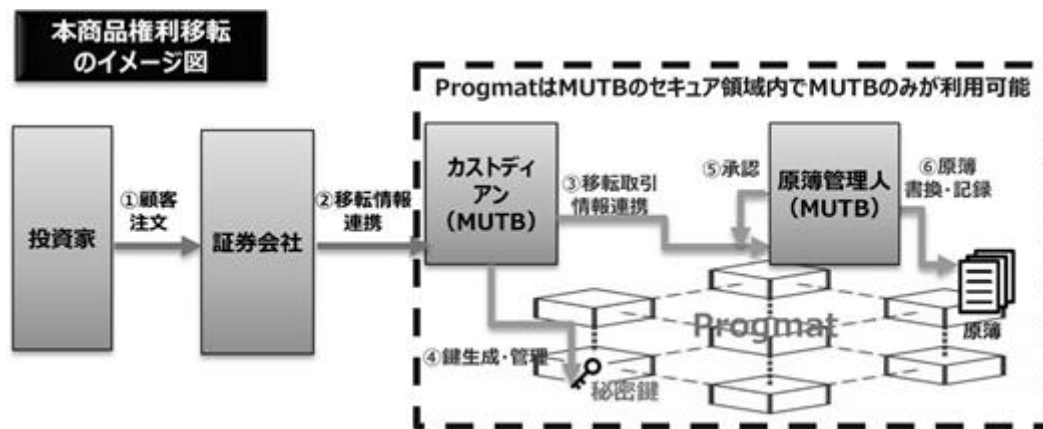 本商品権利移転
のイメージ図
ProgmatはMUTBのセキュア領域内でMUTBのみが利用可能
投資家
①顧客
注文
証券会社
②移転情報
連携
カストディ
アン
(MUTB)
③移転取引
情報連携
⑤承認
原簿管理人
(MUTB)
⑥原簿
書換・記録
原簿
Progmat
④鍵生成・管理
秘密鍵